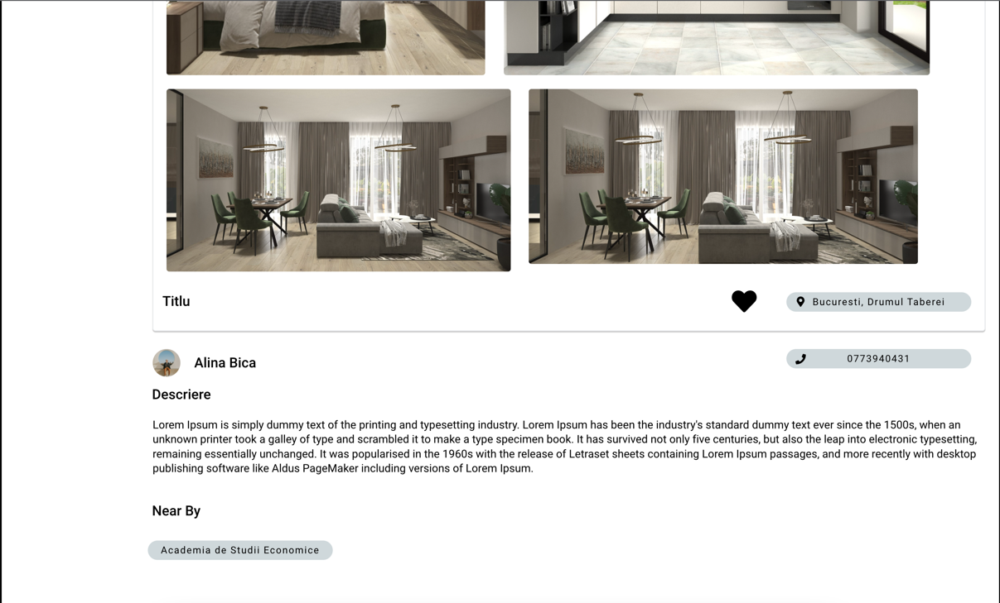 Titlu
Bucuresti, Drumul Taberei
Alina Bica
0773940431
Descriere
Lorem Ipsum is simply dummy text of the printing and typesetting industry. Lorem Ipsum has been the industry's standard dummy text ever since the 1500s, when an
unknown printer took a galley of type and scrambled it to make a type specimen book. It has survived not only five centuries, but also the leap into electronic typesetting,
remaining essentially unchanged. It was popularised in the 1960s with the release of Letraset sheets containing Lorem Ipsum passages, and more recently with desktop
publishing software like Aldus PageMaker including versions of Lorem Ipsum.
Near By
Academia de Studii Economice